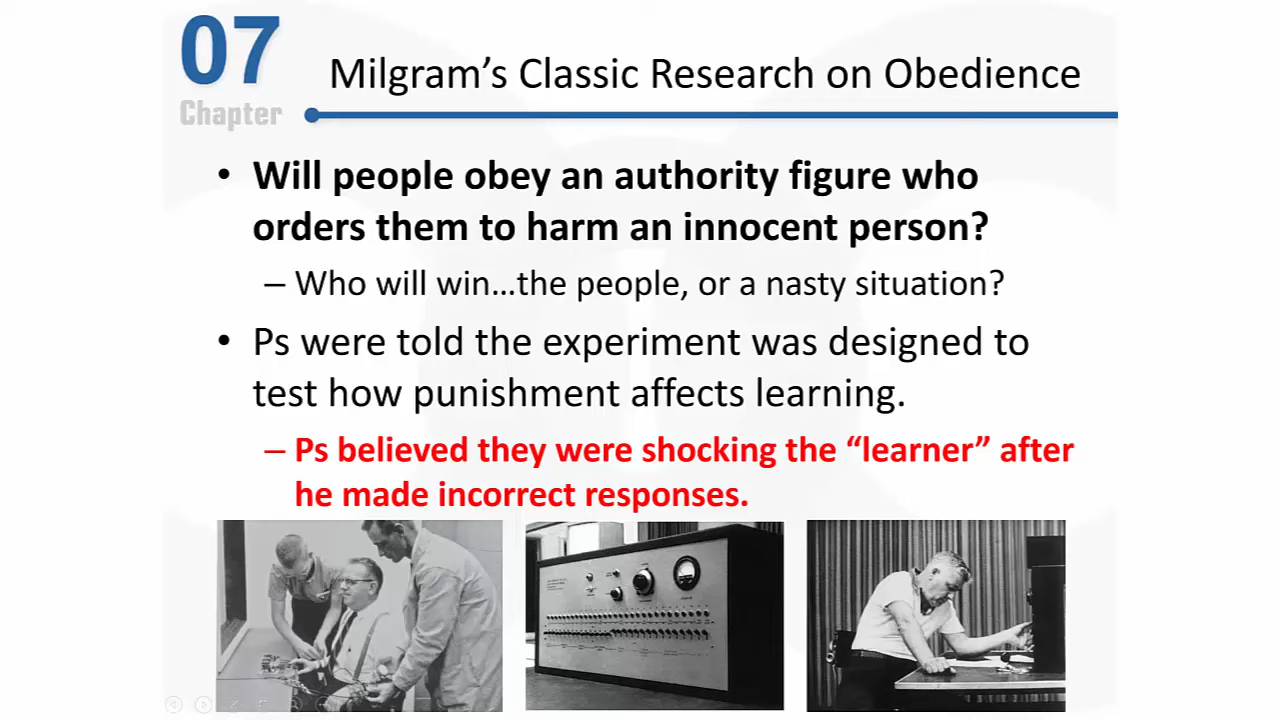 07
Chapter
Milgram’s Classic Research on Obedience
• Will people obey an authority figure who
orders them to harm an innocent person?
– Who will win…the people, or a nasty situation?
• Ps were told the experiment was designed to
test how punishment affects learning.
– Ps believed they were shocking the “learner” after
he made incorrect responses.